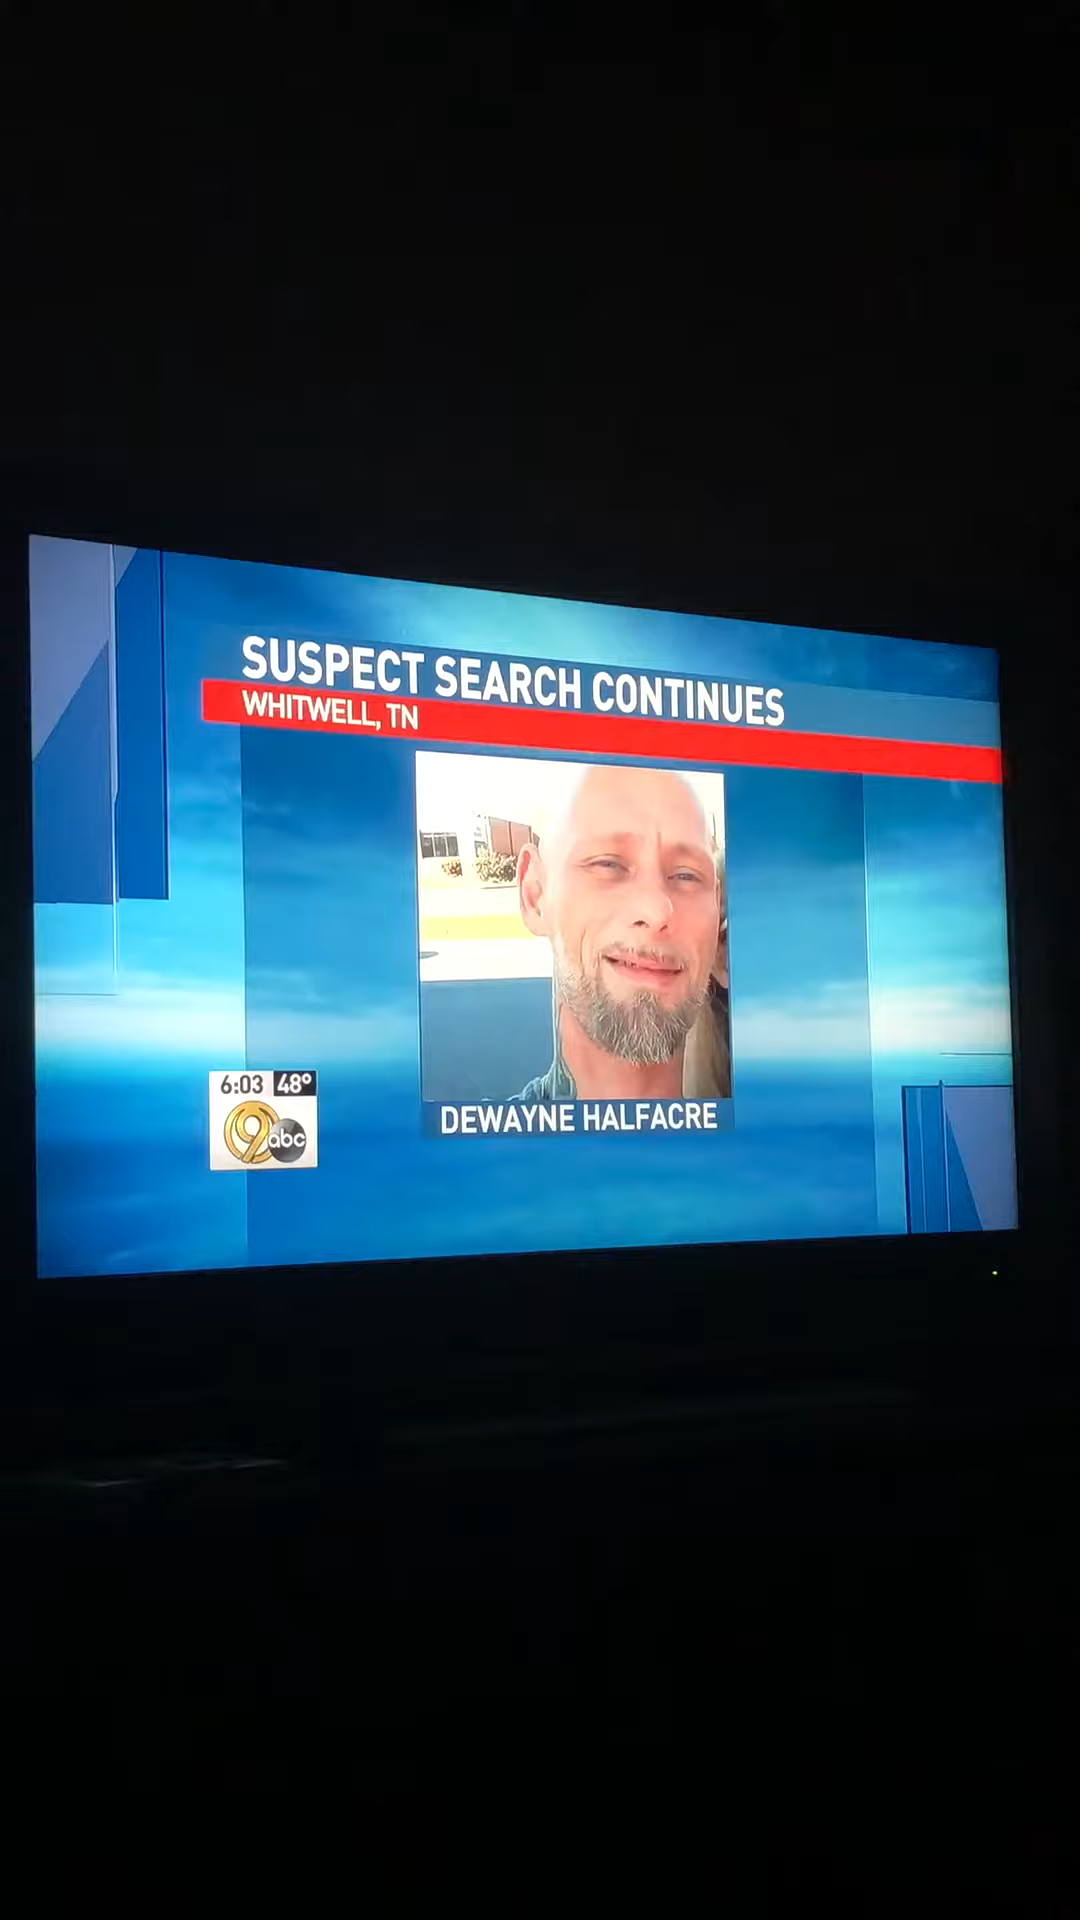 SUSPECT SEARCH CONTINUES
WHITWELL, TN
6:03 48°
9 abc
DEWAYNE HALFACRE